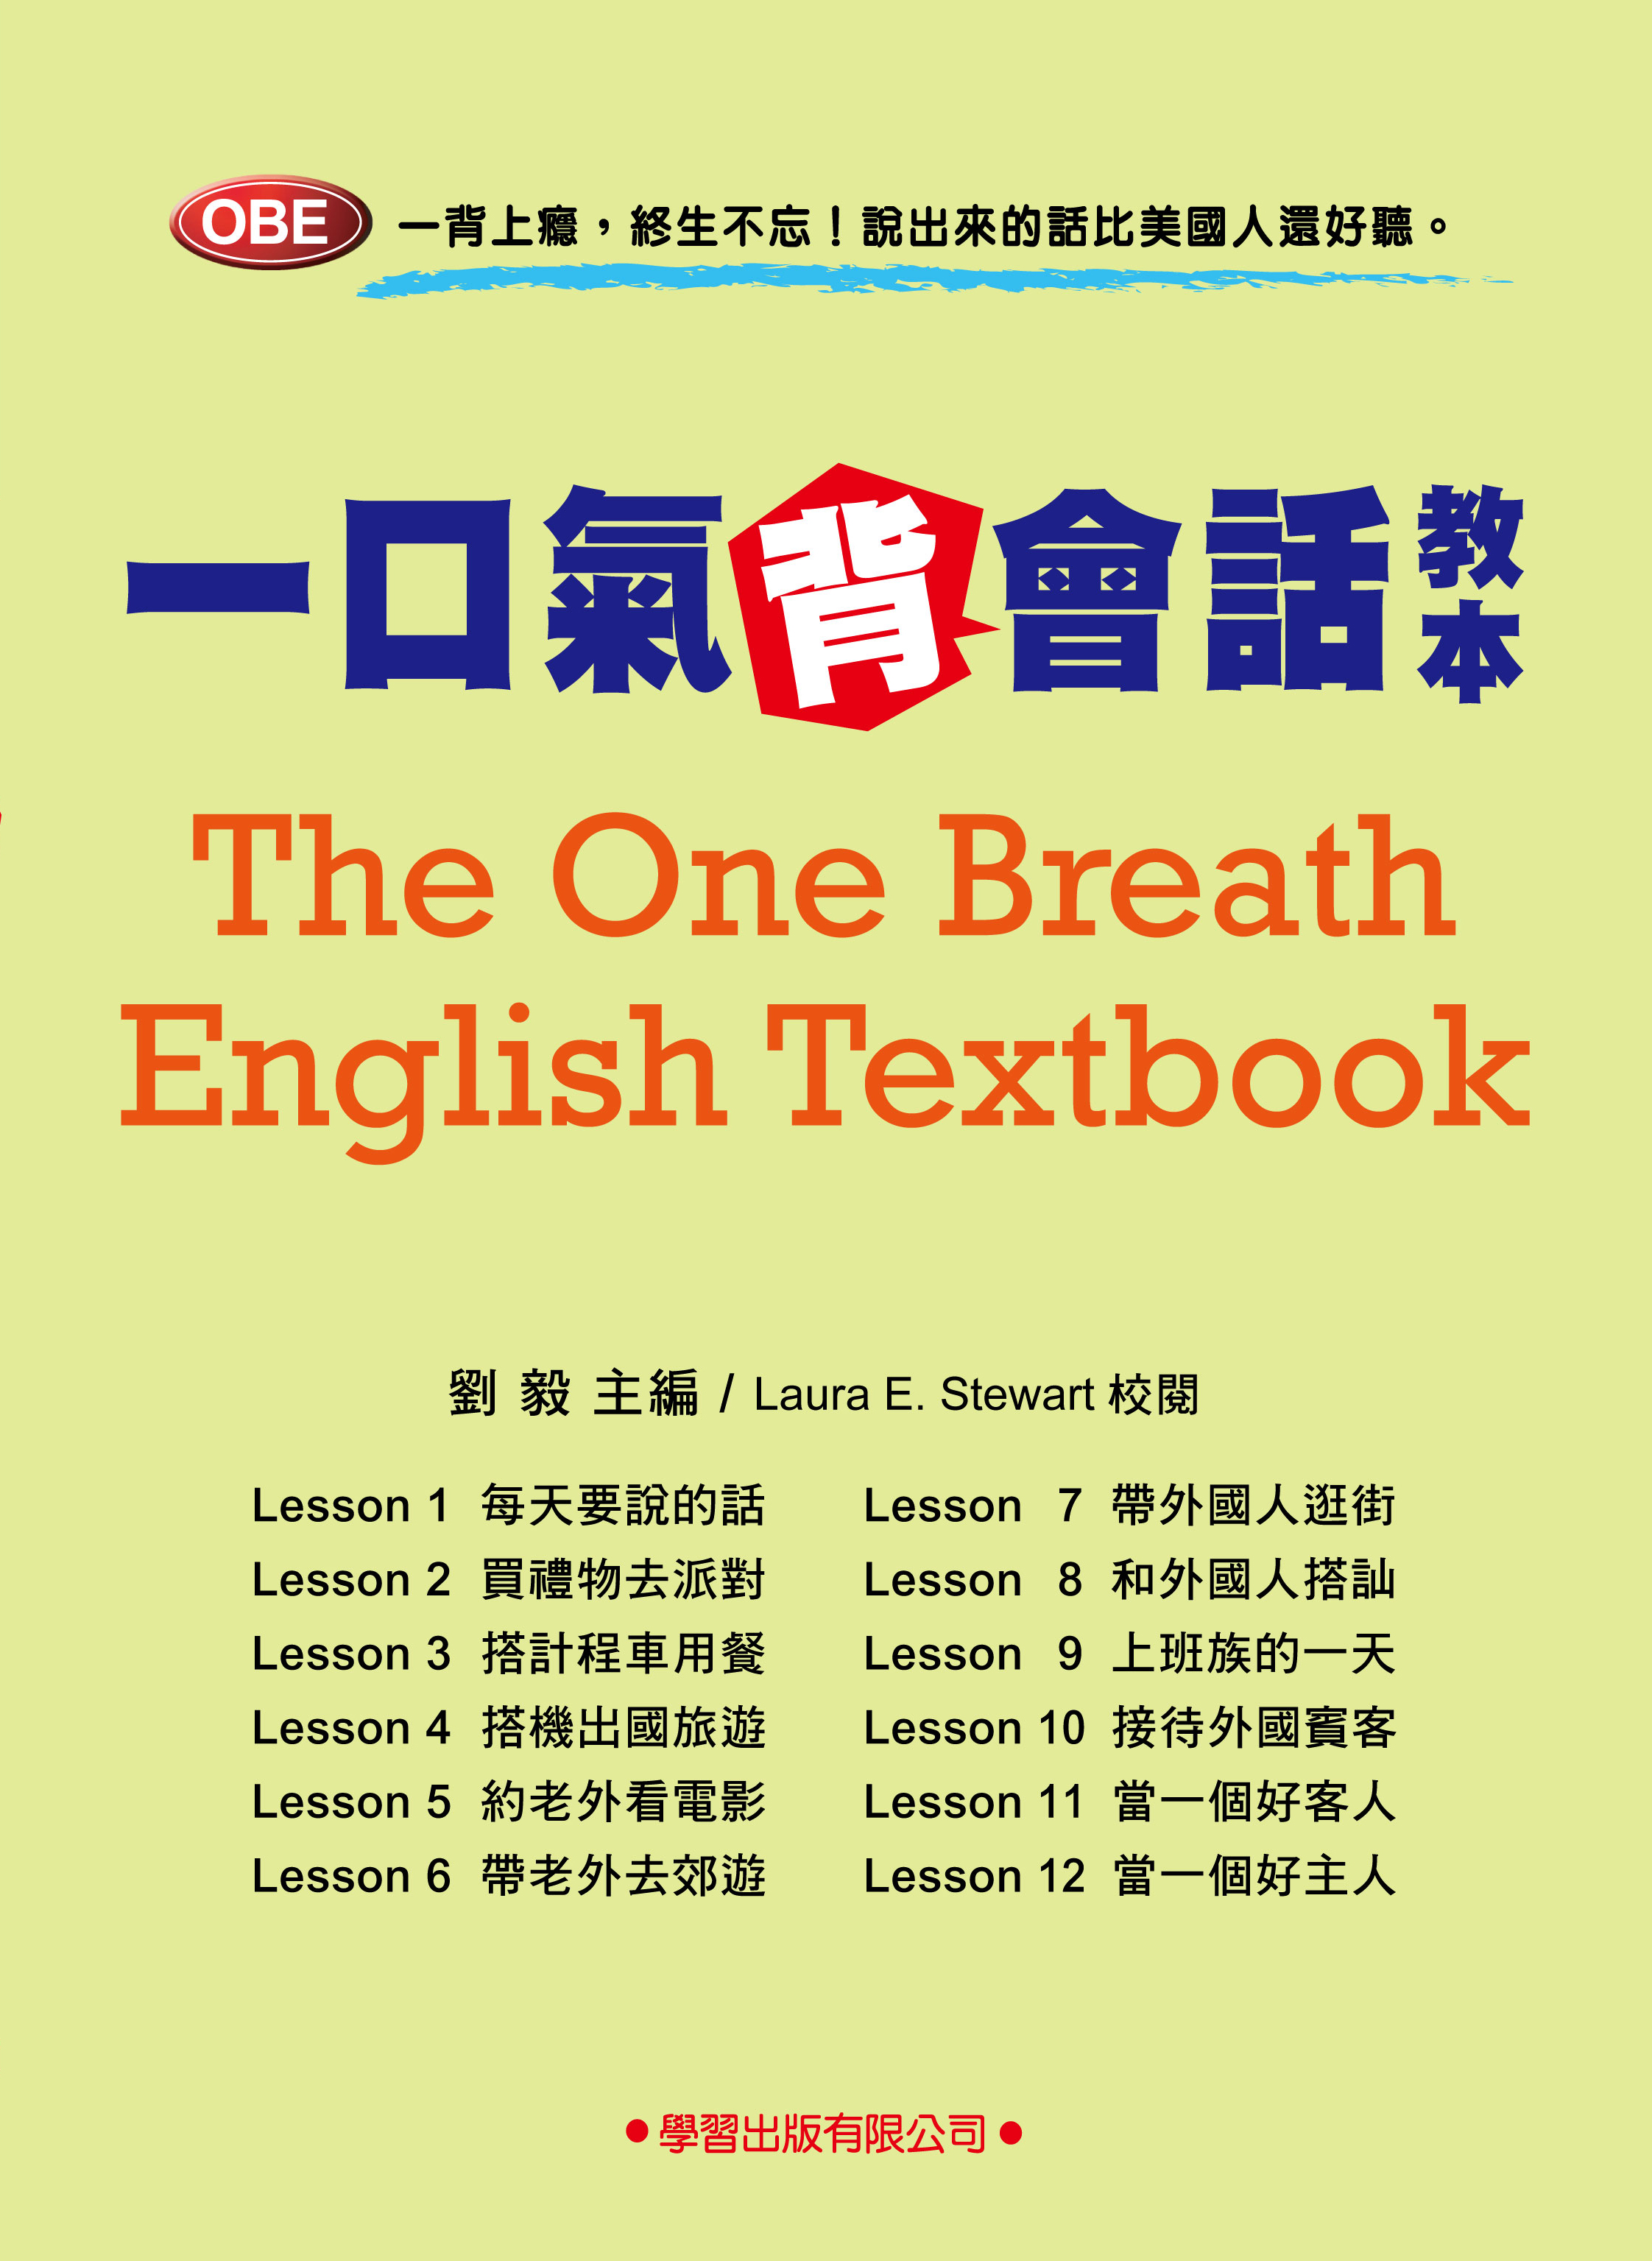 OBE 一背上癮，終生不忘！說出來的話比美國人還好聽。
一口氣背會話教本
The One Breath
English Textbook
劉 毅 主編 / Laura E. Stewart 校閱
Lesson 1 每天要說的話
Lesson 2 買禮物去派對
Lesson 3 搭計程車用餐
Lesson 4 搭機出國旅遊
Lesson 5 約老外看電影
Lesson 6 帶老外去郊遊
Lesson 7 帶外國人逛街
Lesson 8 和外國人搭訕
Lesson 9 上班族的一天
Lesson 10 接待外國賓客
Lesson 11 當一個好客人
Lesson 12 當一個好主人
● 學習出版有限公司 ●